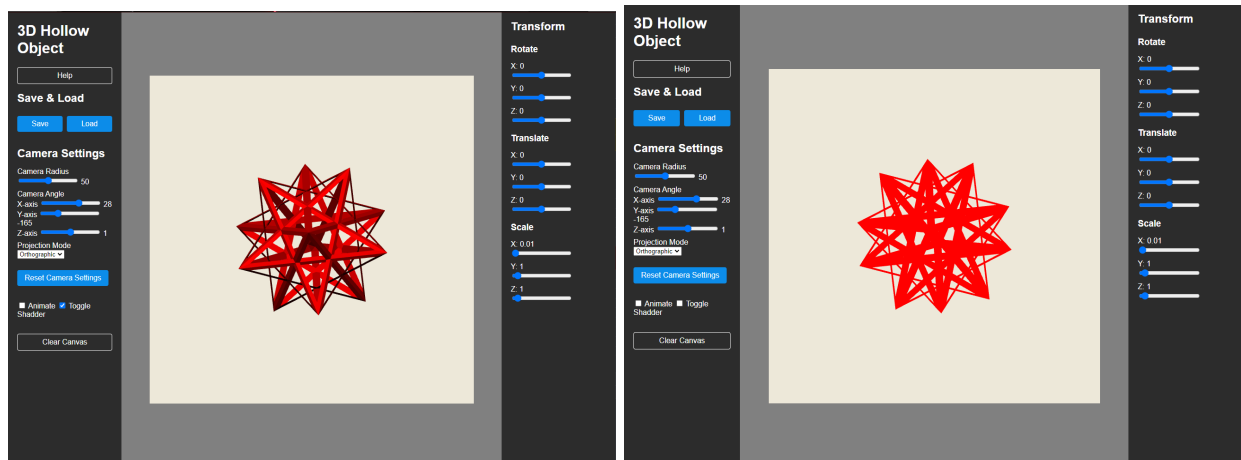 3D Hollow
Object
Help
Save & Load
Save Load
Camera Settings
Camera Radius
50
Camera Angle
X-axis 28
Y-axis
-165
Z-axis 1
Projection Mode
Orthographic
Reset Camera Settings
Animate Toggle
Shadder
Clear Canvas
Transform
Rotate
X: 0
Y: 0
Z: 0
Translate
X: 0
Y: 0
Z: 0
Scale
X: 0.01
Y: 1
Z: 1
3D Hollow
Object
Help
Save & Load
Save Load
Camera Settings
Camera Radius
50
Camera Angle
X-axis 28
Y-axis
-165
Z-axis 1
Projection Mode
Orthographic
Reset Camera Settings
Animate Toggle
Shadder
Clear Canvas
Transform
Rotate
X: 0
Y: 0
Z: 0
Translate
X: 0
Y: 0
Z: 0
Scale
X: 0.01
Y: 1
Z: 1